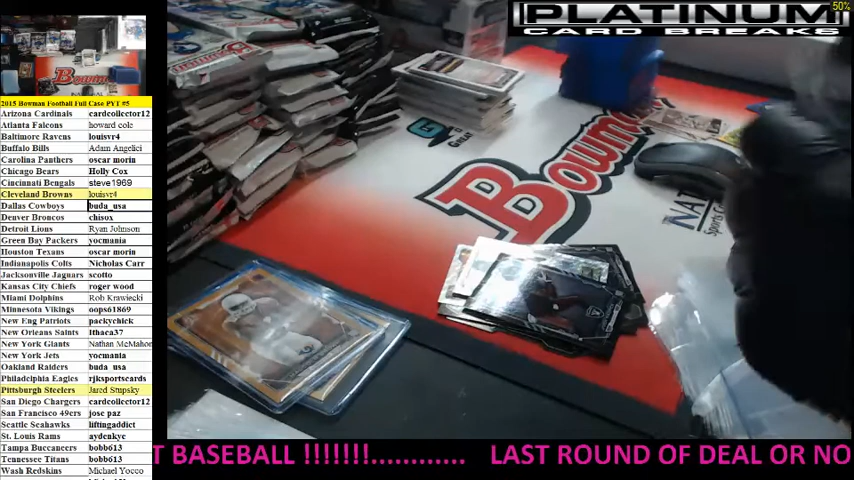 50%
PLATINUM
CARD BREAKS
2015 Bowman Football Full Case PYT #5
Arizona Cardinals cardcollector12
Atlanta Falcons howard cole
Baltimore Ravens louisvr4
Buffalo Bills Adam Angelici
Carolina Panthers oscar morin
Chicago Bears Holly Cox
Cincinnati Bengals steve1969
Cleveland Browns louisvr4
Dallas Cowboys buda_usa
Denver Broncos chisox
Detroit Lions Ryan Johnson
Green Bay Packers yocmania
Houston Texans oscar morin
Indianapolis Colts Nicholas Carr
Jacksonville Jaguars scotto
Kansas City Chiefs roger wood
Miami Dolphins Rob Krawiecki
Minnesota Vikings oops61869
New Eng Patriots packychick
New Orleans Saints Ithaca37
New York Giants Nathan McMahon
New York Jets yocmania
Oakland Raiders buda_usa
Philadelphia Eagles rjksportscards
Pittsburgh Steelers Jared Stupsky
San Diego Chargers cardcollector12
San Francisco 49ers jose paz
Seattle Seahawks liftingaddict
St. Louis Rams aydenkye
Tampa Buccaneers bobb613
Tennessee Titans bobb613
Wash Redskins Michael Yocco
Bowman
GREAT
NAT
T BASEBALL !!!!!!!............ LAST ROUND OF DEAL OR NO